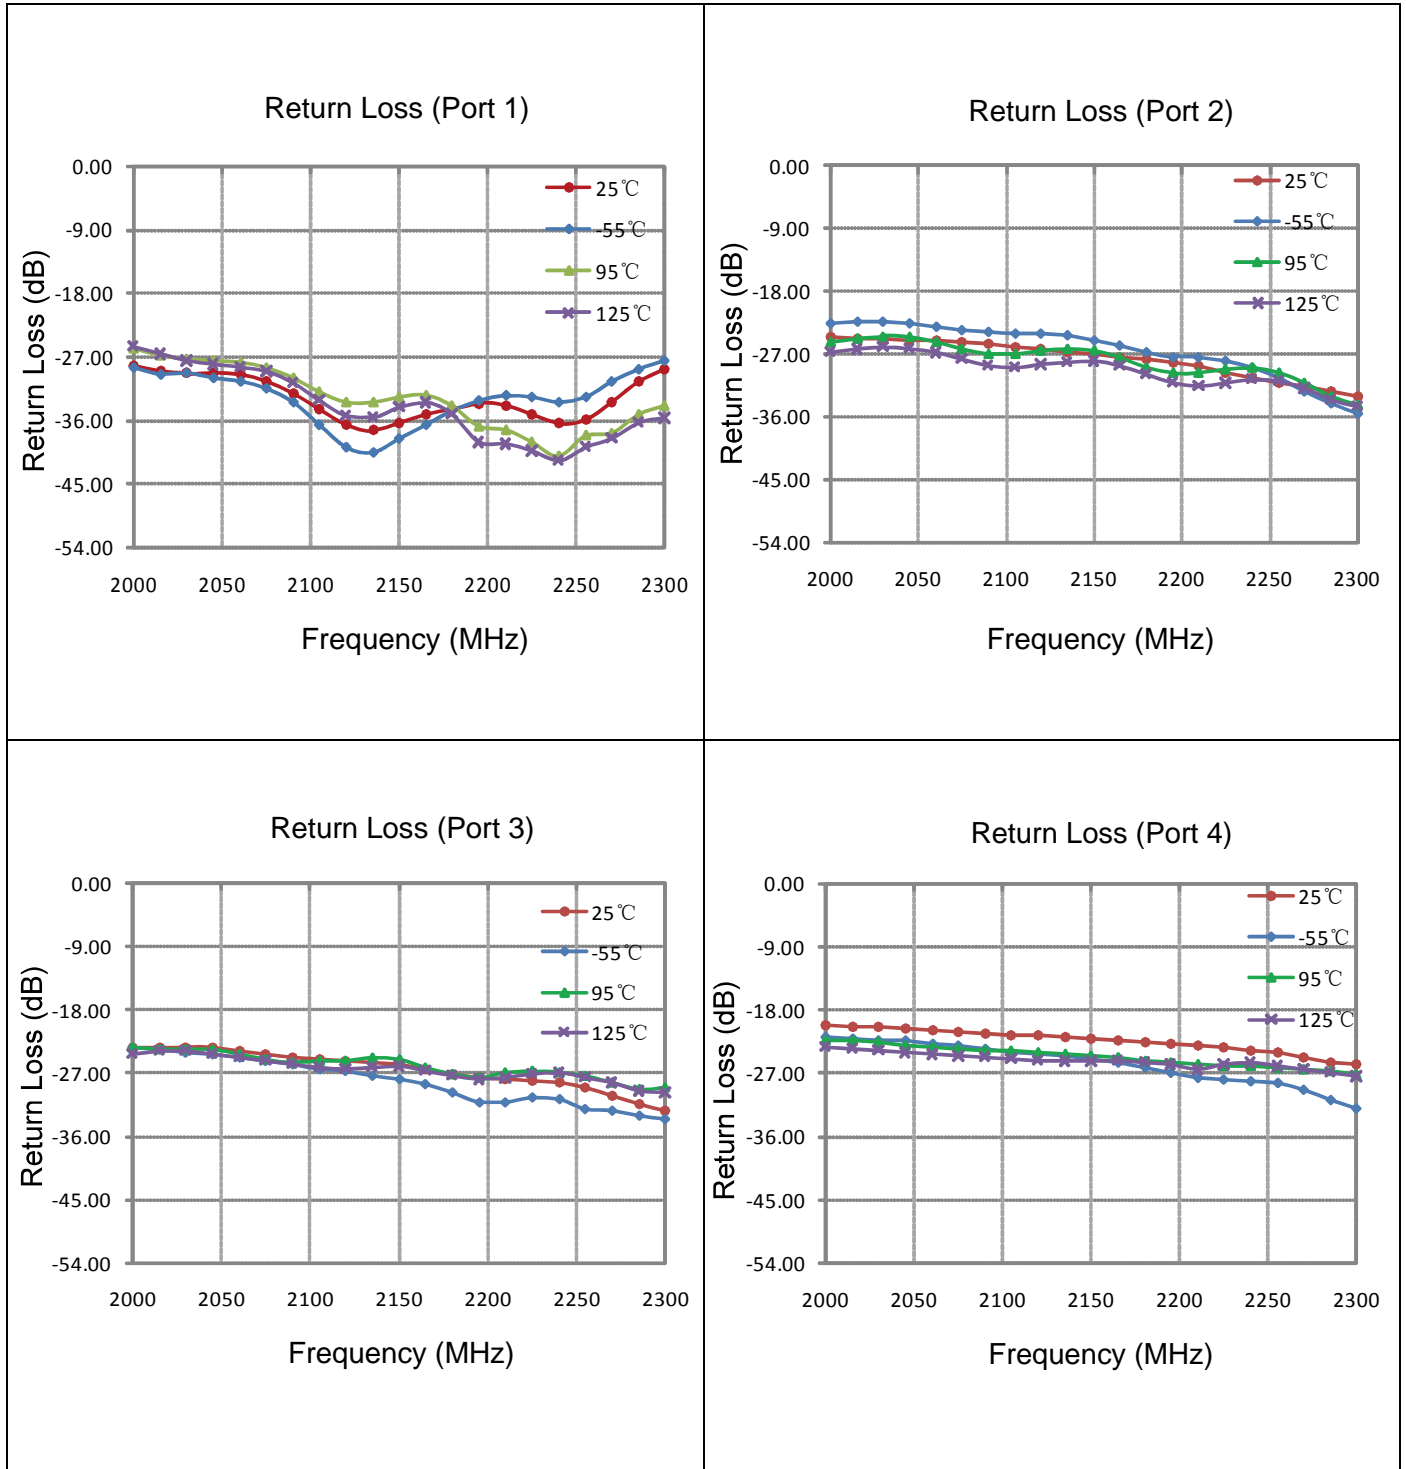 Return Loss (Port 1)
Return Loss (dB)
0.00
-9.00
-18.00
-27.00
-36.00
-45.00
-54.00
25℃
-55℃
95℃
125℃
2000 2050 2100 2150 2200 2250 2300
Frequency (MHz)
Return Loss (Port 2)
Return Loss (dB)
0.00
-9.00
-18.00
-27.00
-36.00
-45.00
-54.00
25℃
-55℃
95℃
125℃
2000 2050 2100 2150 2200 2250 2300
Frequency (MHz)
Return Loss (Port 3)
Return Loss (dB)
0.00
-9.00
-18.00
-27.00
-36.00
-45.00
-54.00
25℃
-55℃
95℃
125℃
2000 2050 2100 2150 2200 2250 2300
Frequency (MHz)
Return Loss (Port 4)
Return Loss (dB)
0.00
-9.00
-18.00
-27.00
-36.00
-45.00
-54.00
25℃
-55℃
95℃
125℃
2000 2050 2100 2150 2200 2250 2300
Frequency (MHz)